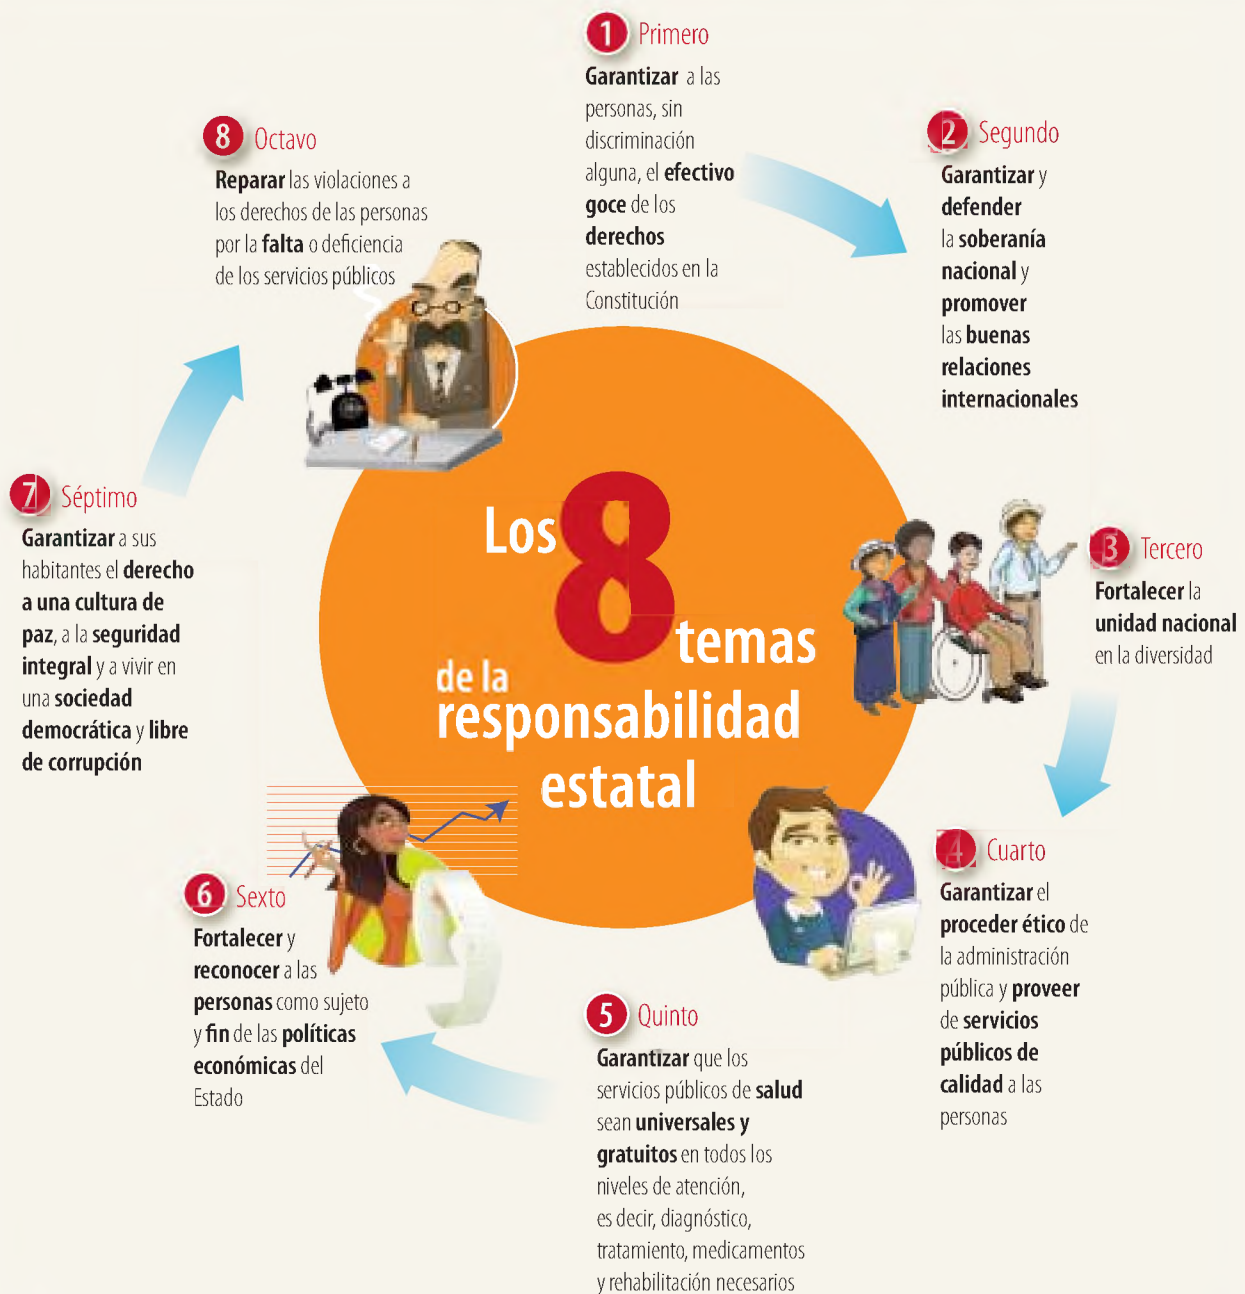 Los 8 temas
de la
responsabilidad
estatal
1 Primero
Garantizar a las
personas, sin
discriminación
alguna, el efectivo
goce de los
derechos
establecidos en la
Constitución
2 Segundo
Garantizar y
defender
la soberanía
nacional y
promover
las buenas
relaciones
internacionales
3 Tercero
Fortalecer la
unidad nacional
en la diversidad
4 Cuarto
Garantizar el
proceder ético de
la administración
pública y proveer
de servicios
públicos de
calidad a las
personas
5 Quinto
Garantizar que los
servicios públicos de salud
sean universales y
gratuitos en todos los
niveles de atención,
es decir, diagnóstico,
tratamiento, medicamentos
y rehabilitación necesarios
6 Sexto
Fortalecer y
reconocer a las
personas como sujeto
y fin de las políticas
económicas del
Estado
7 Séptimo
Garantizar a sus
habitantes el derecho
a una cultura de
paz, a la seguridad
integral y a vivir en
una sociedad
democrática y libre
de corrupción
8 Octavo
Reparar las violaciones a
los derechos de las personas
por la falta o deficiencia
de los servicios públicos